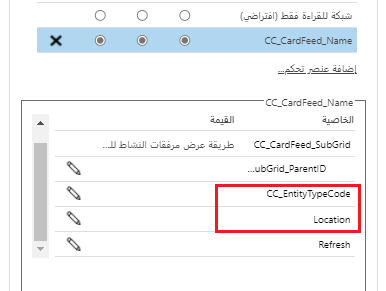 شبكة للقراءة فقط (افتراضي)
CC_CardFeed_Name
إضافة عنصر تحكم...
CC_CardFeed_Name
الخاصية القيمة
CC_CardFeed_SubGrid طريقة عرض مرفقات النشاط لل...
...ubGrid_ParentID
CC_EntityTypeCode
Location
Refresh